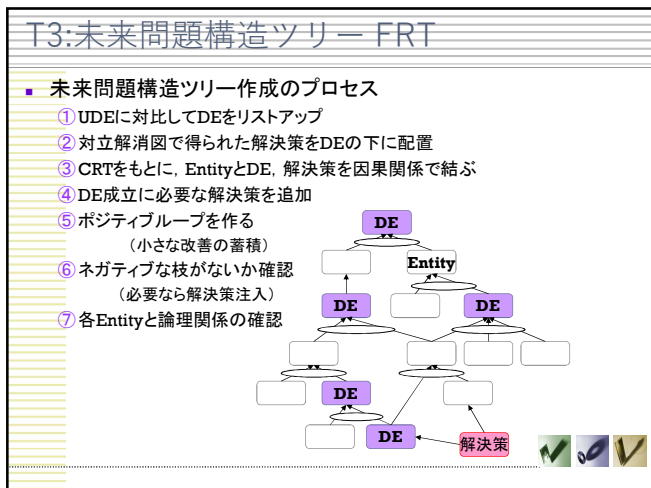 T3:未来問題構造ツリー FRT
▪ 未来問題構造ツリー作成のプロセス
①UDEに対比してDEをリストアップ
②対立解消図で得られた解決策をDEの下に配置
③CRTをもとに, EntityとDE, 解決策を因果関係で結ぶ
④DE成立に必要な解決策を追加
⑤ポジティブループを作る
（小さな改善の蓄積）
⑥ネガティブな枝がないか確認
（必要なら解決策注入）
⑦各Entityと論理関係の確認
DE
Entity
DE
DE
DE
DE
解決策